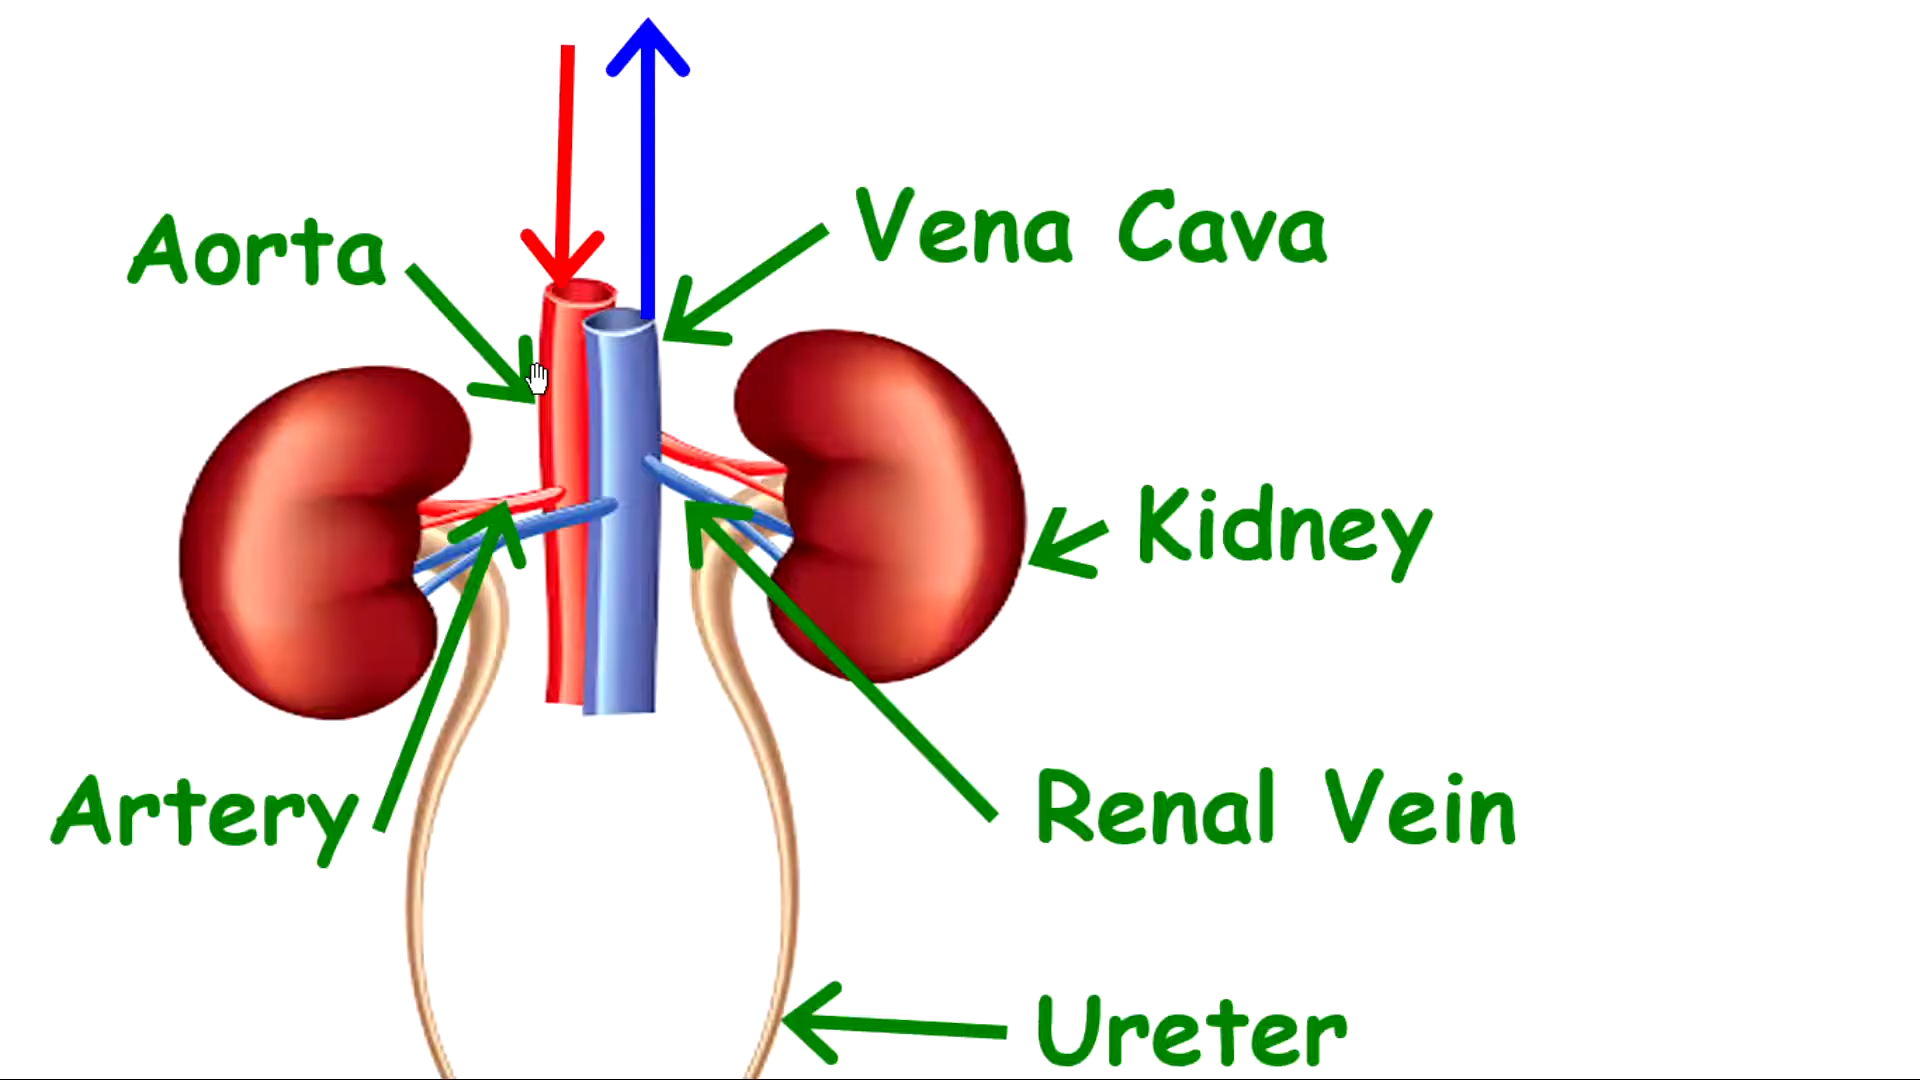 Aorta
Vena Cava
Kidney
Artery
Renal Vein
Ureter